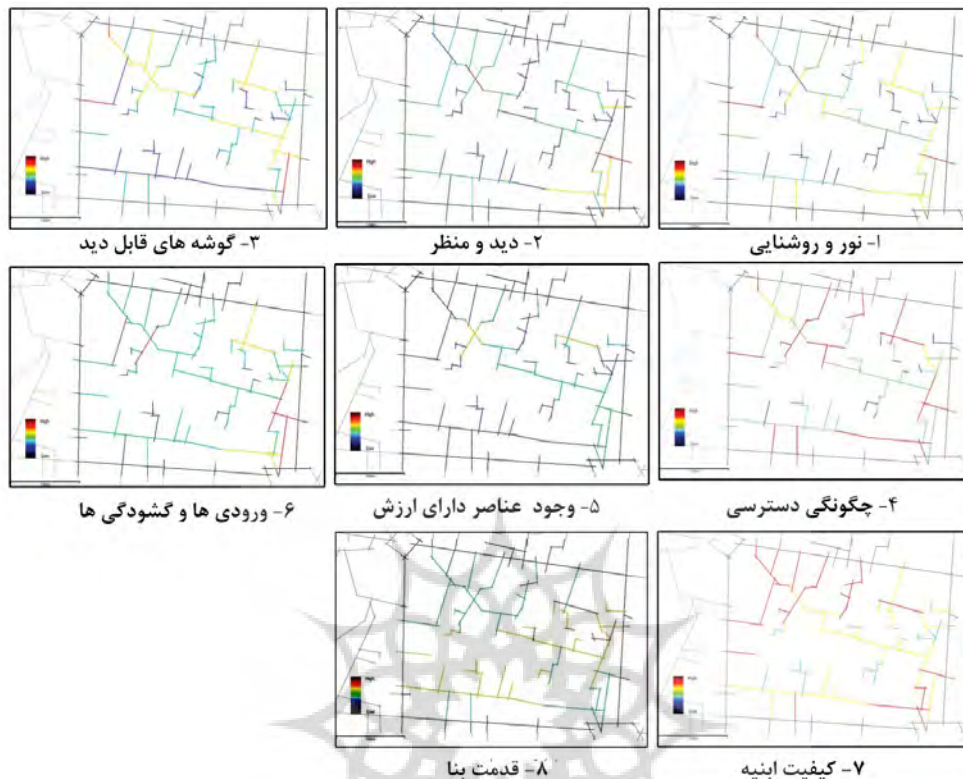 ۱- نور و روشنایی
۲- دید و منظر
۳- گوشه های قابل دید
۴- چگونگی دسترسی
۵- وجود عناصر دارای ارزش
۶- ورودی ها و گشودگی ها
۷- کیفیت ابنیه
۸- قدمت بنا